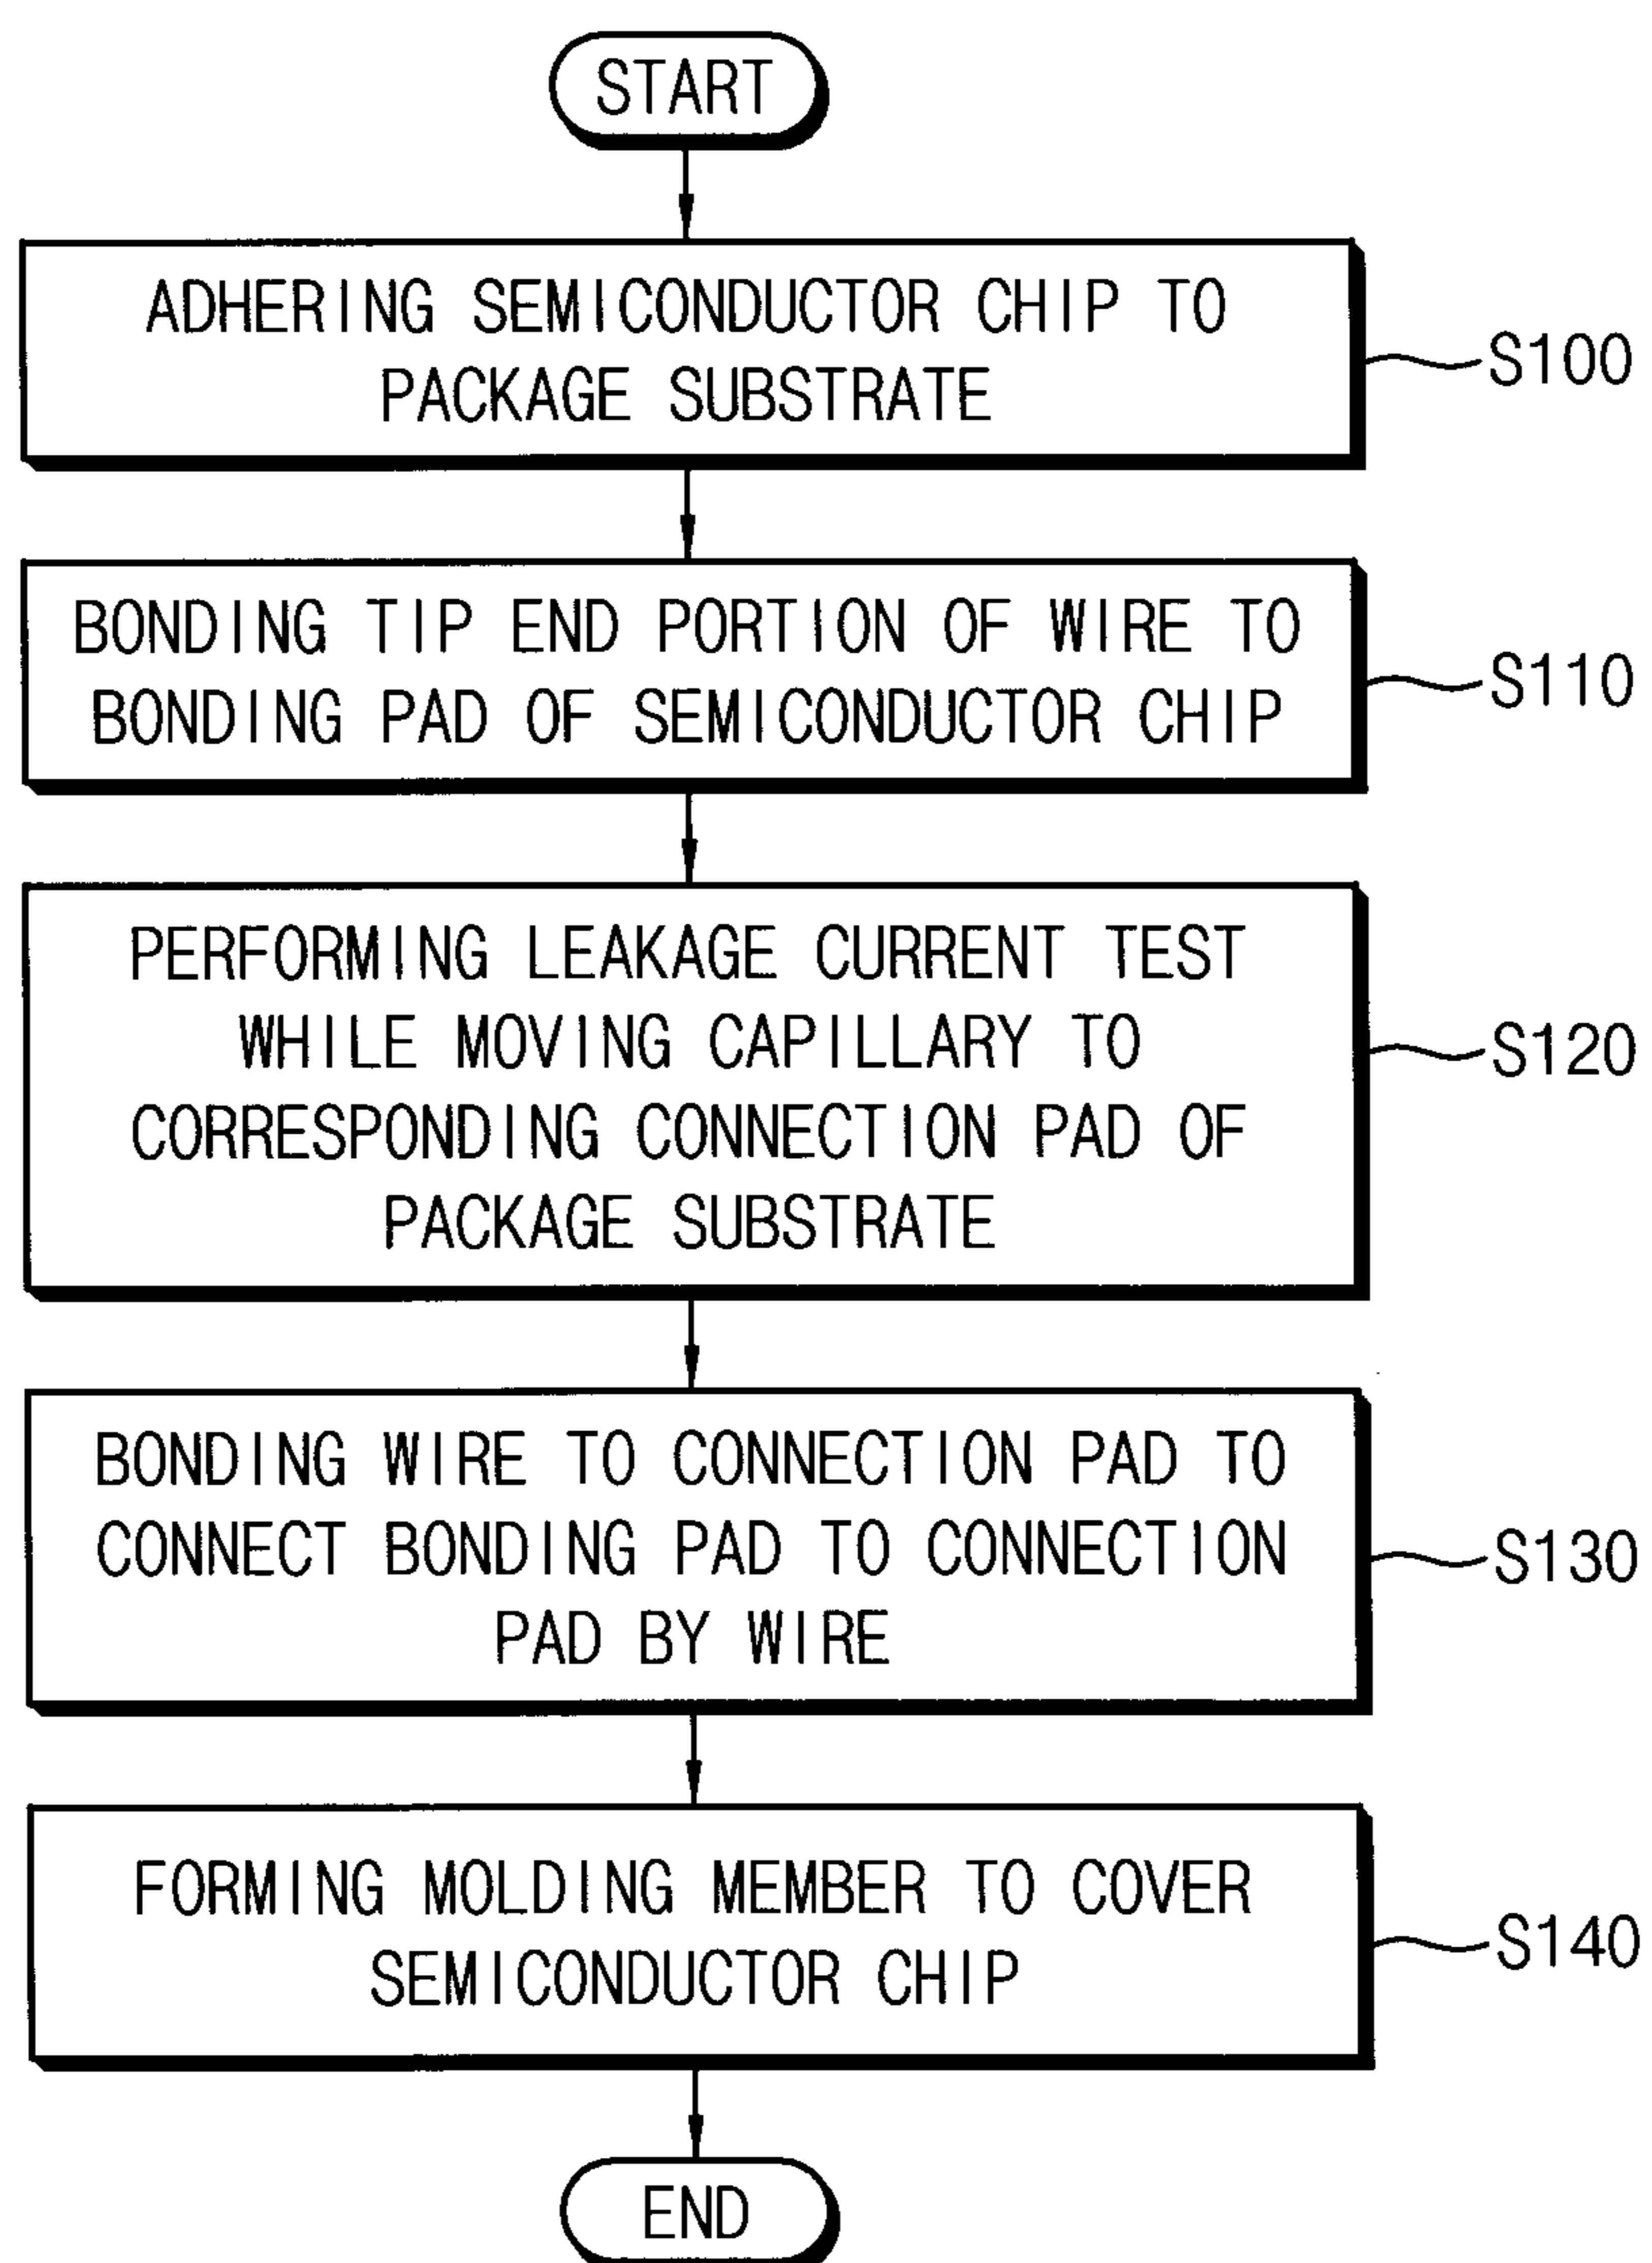 START
ADHERING SEMICONDUCTOR CHIP TO
PACKAGE SUBSTRATE
S100
BONDING TIP END PORTION OF WIRE TO
BONDING PAD OF SEMICONDUCTOR CHIP
S110
PERFORMING LEAKAGE CURRENT TEST
WHILE MOVING CAPILLARY TO
CORRESPONDING CONNECTION PAD OF
PACKAGE SUBSTRATE
S120
BONDING WIRE TO CONNECTION PAD TO
CONNECT BONDING PAD TO CONNECTION
PAD BY WIRE
S130
FORMING MOLDING MEMBER TO COVER
SEMICONDUCTOR CHIP
S140
END